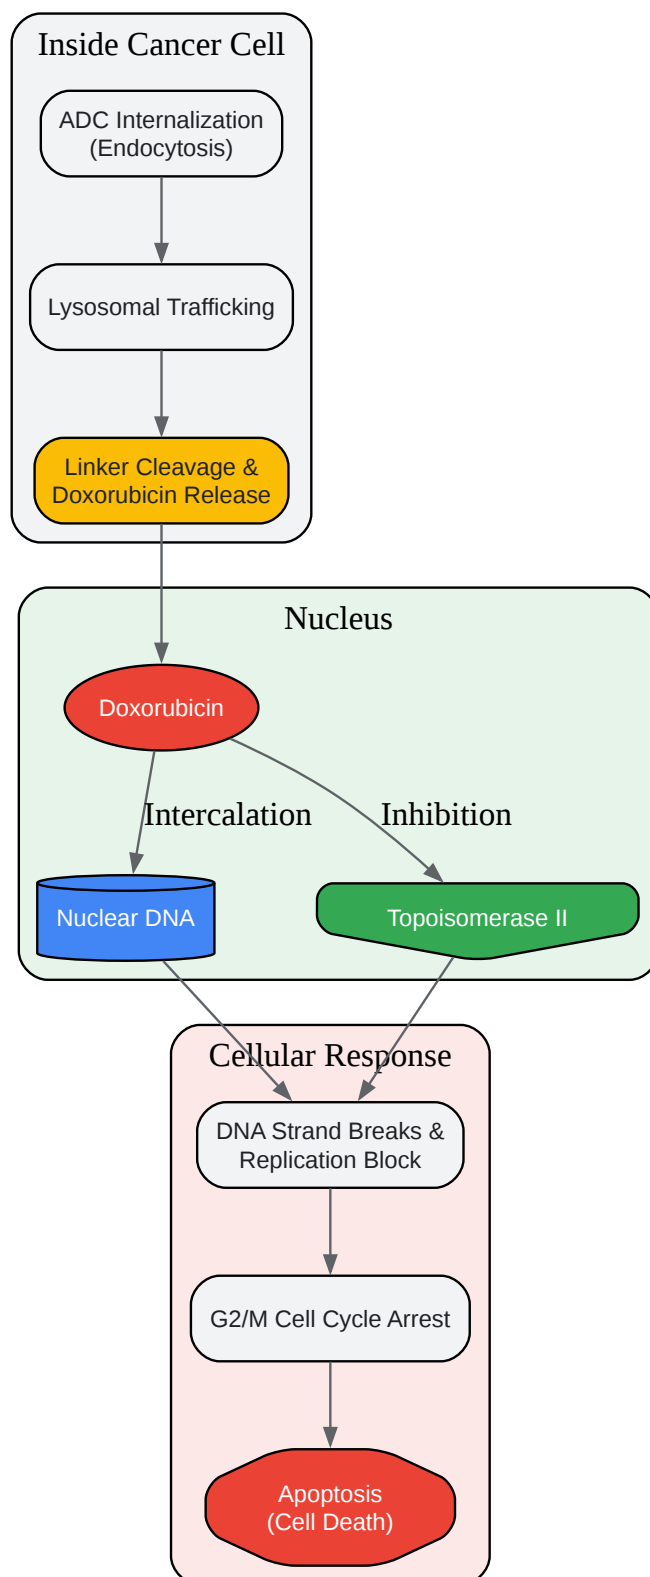 Inside Cancer Cell
ADC Internalization
(Endocytosis)
Lysosomal Trafficking
Linker Cleavage &
Doxorubicin Release
Nucleus
Doxorubicin
Intercalation
Inhibition
Nuclear DNA
Topoisomerase II
Cellular Response
DNA Strand Breaks &
Replication Block
G2/M Cell Cycle Arrest
Apoptosis
(Cell Death)